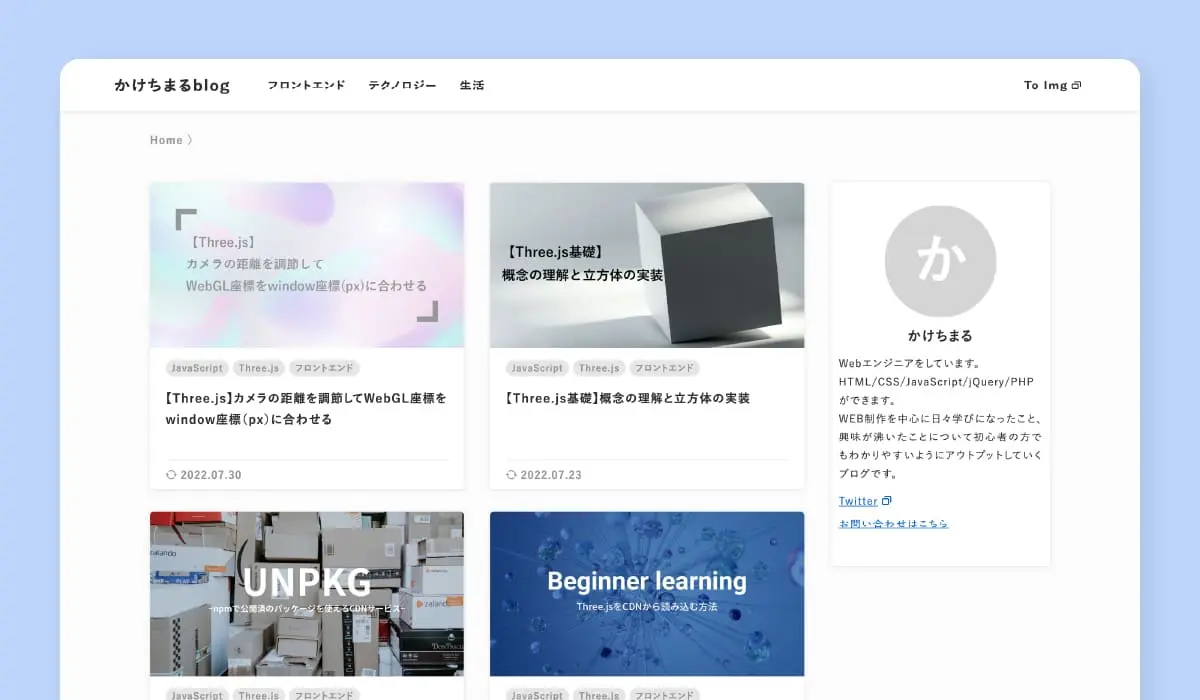 かけちまるblog
フロントエンド
テクノロジー
生活
To Img
Home 〉
【Three.js】
カメラの距離を調節して
WebGL座標をwindow座標(px)に合わせる
JavaScript
Three.js
フロントエンド
【Three.js】カメラの距離を調節してWebGL座標を
window座標(px)に合わせる
2022.07.30
【Three.js基礎】
概念の理解と立方体の実装
JavaScript
Three.js
フロントエンド
【Three.js基礎】概念の理解と立方体の実装
2022.07.23
か
かけちまる
Webエンジニアをしています。
HTML/CSS/JavaScript/jQuery/PHP
ができます。
WEB制作を中心に日々学びになったこと、
興味が沸いたことについて初心者の方で
もわかりやすいようにアウトプットしていく
ブログです。
Twitter
お問い合わせはこちら
zalando
UNPKG
~npmで公開済のパッケージを使えるCDNサービス~
zalando
JavaScript
Three.js
フロントエンド
Beginner learning
Three.jsをCDNから読み込む方法
JavaScript
Three.js
フロントエンド